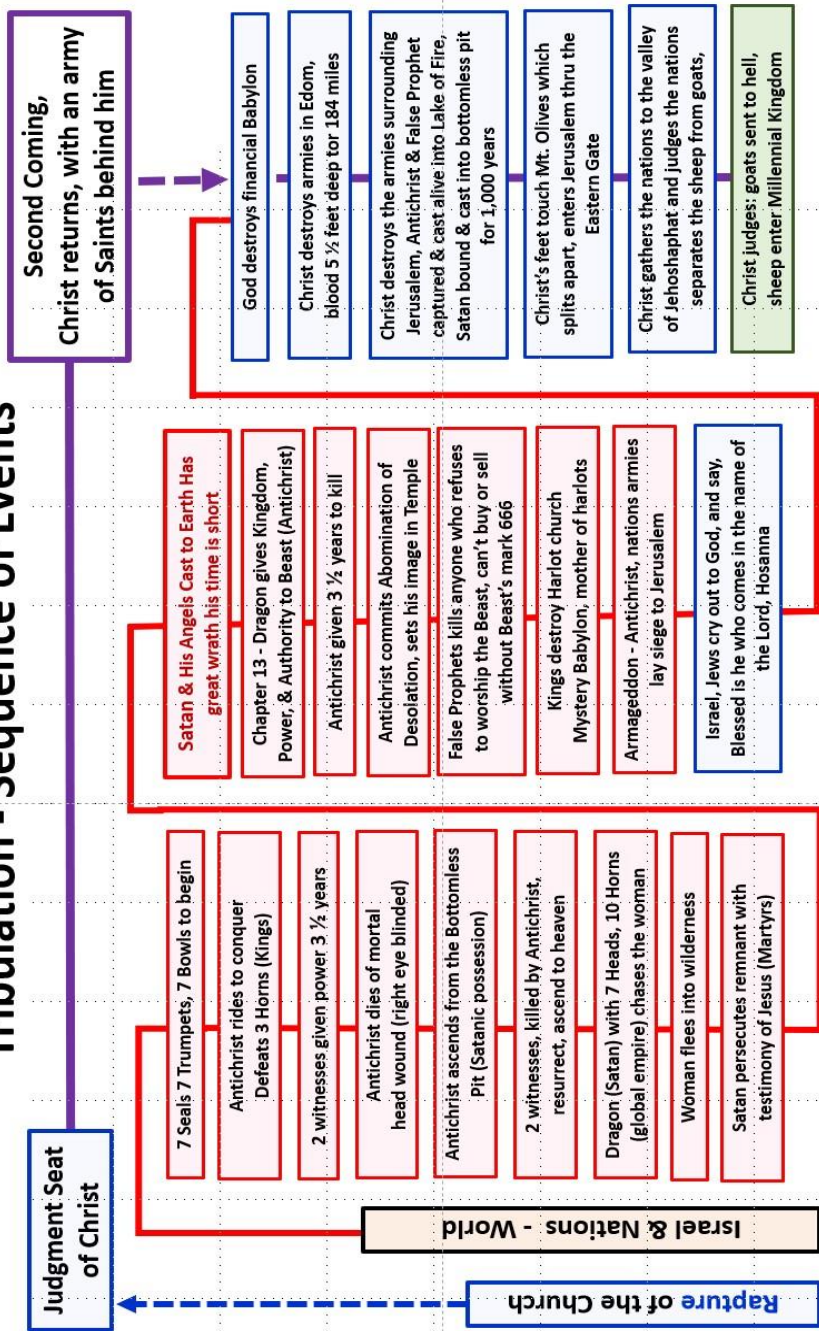 Tribulation - Sequence of Events
Judgment Seat
of Christ
Rapture of the Church
Israel & Nations - World
7 Seals 7 Trumpets, 7 Bowls to begin
Antichrist rides to conquer
Defeats 3 Horns (Kings)
2 witnesses given power 3 ½ years
Antichrist dies of mortal
head wound (right eye blinded)
Antichrist ascends from the Bottomless
Pit (Satanic possession)
2 witnesses, killed by Antichrist,
resurrect, ascend to heaven
Dragon (Satan) with 7 Heads, 10 Horns
(global empire) chases the woman
Woman flees into wilderness
Satan persecutes remnant with
testimony of Jesus (Martyrs)
Satan & His Angels Cast to Earth Has
great wrath his time is short
Chapter 13 - Dragon gives Kingdom,
Power, & Authority to Beast (Antichrist)
Antichrist given 3 ½ years to kill
Antichrist commits Abomination of
Desolation, sets his image in Temple
False Prophets kills anyone who refuses
to worship the Beast, can't buy or sell
without Beast's mark 666
Kings destroy Harlot church
Mystery Babylon, mother of harlots
Armageddon - Antichrist, nations armies
lay siege to Jerusalem
Israel, Jews cry out to God, and say,
Blessed is he who comes in the name of
the Lord, Hosanna
Second Coming,
Christ returns, with an army
of Saints behind him
God destroys financial Babylon
Christ destroys armies in Edom,
blood 5 ½ feet deep tor 184 miles
Christ destroys the armies surrounding
Jerusalem, Antichrist & False Prophet
captured & cast alive into Lake of Fire,
Satan bound & cast into bottomless pit
for 1,000 years
Christ's feet touch Mt. Olives which
splits apart, enters Jerusalem thru the
Eastern Gate
Christ gathers the nations to the valley
of Jehoshaphat and judges the nations
separates the sheep from goats,
Christ judges: goats sent to hell,
sheep enter Millennial Kingdom